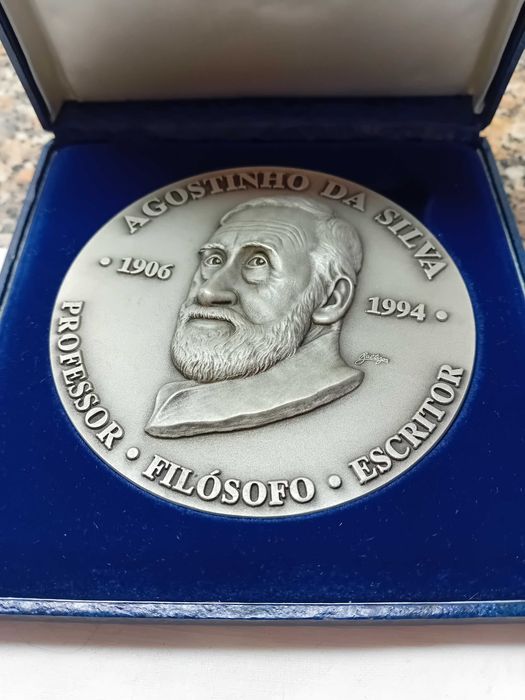 AGOSTINHO DA SILVA
• 1906
1994 •
PROFESSOR • FILÓSOFO • ESCRITOR